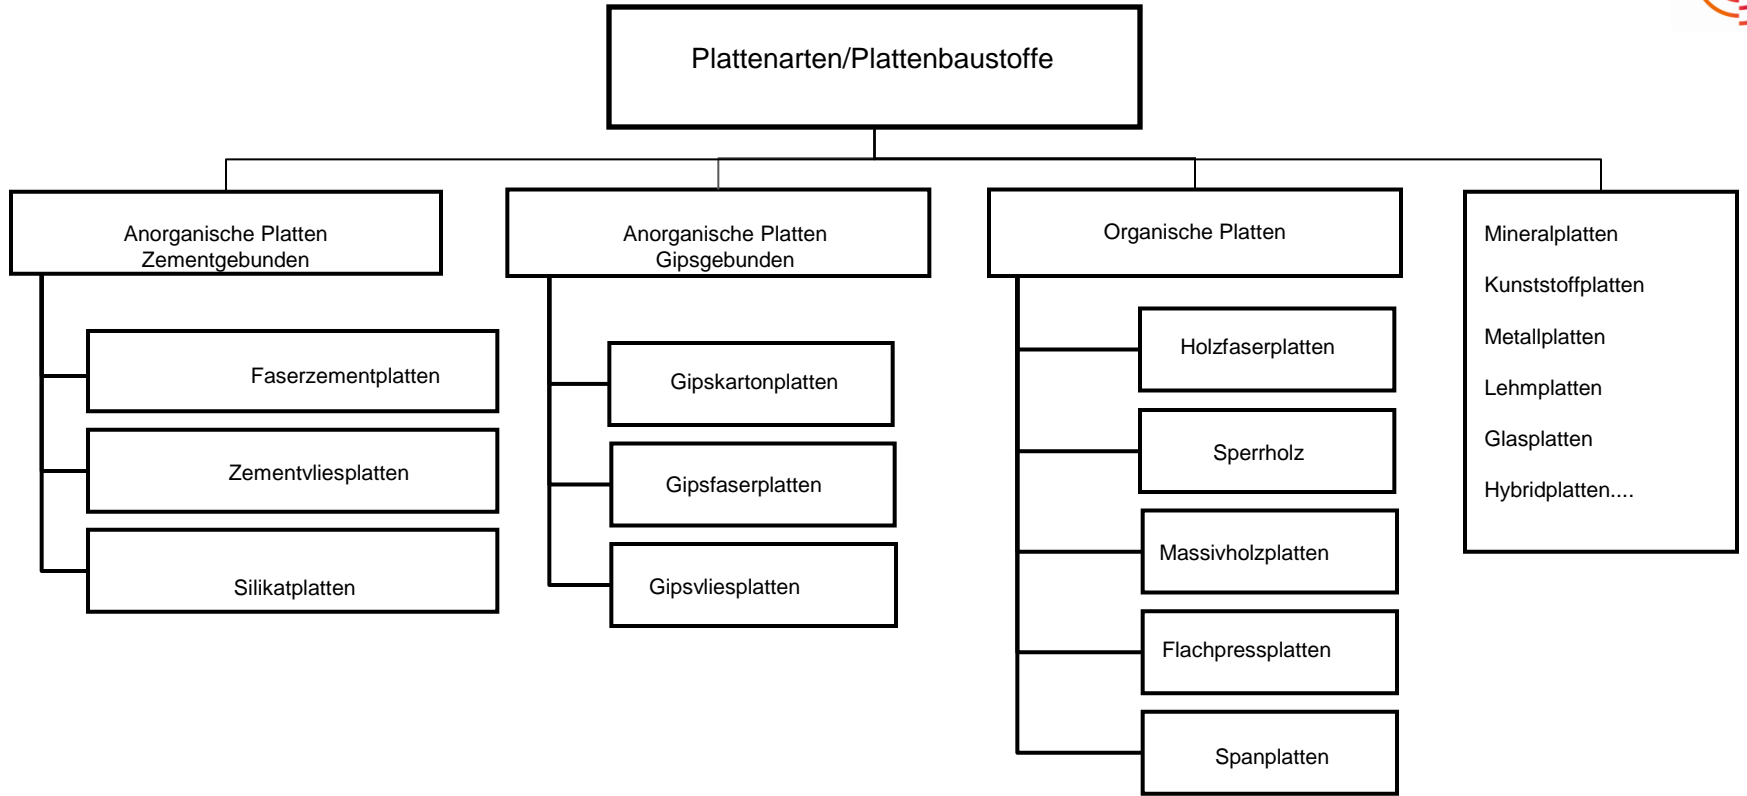 Plattenarten/Plattenbaustoffe
Anorganische Platten
Zementgebunden
Faserzementplatten
Zementvliesplatten
Silikatplatten
Anorganische Platten
Gipsgebunden
Gipskartonplatten
Gipsfaserplatten
Gipsvliesplatten
Organische Platten
Holzfaserplatten
Sperrholz
Massivholzplatten
Flachpressplatten
Spanplatten
Mineralplatten
Kunststoffplatten
Metallplatten
Lehmplatten
Glasplatten
Hybridplatten....